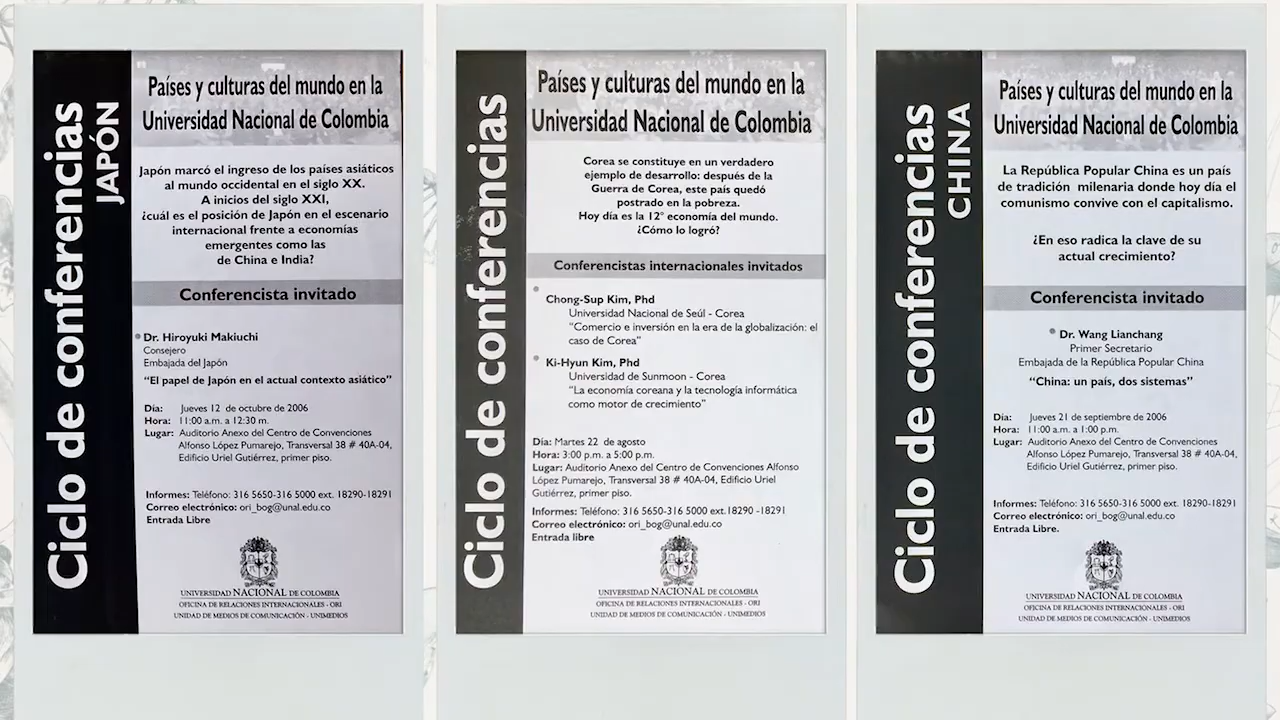 Ciclo de conferencias
JAPÓN
Países y culturas del mundo en la
Universidad Nacional de Colombia
Japón marcó el ingreso de los países asiáticos
al mundo occidental en el siglo XX.
A inicios del siglo XXI,
¿cuál es el posición de Japón en el escenario
internacional frente a economías
emergentes como las
de China e India?
Conferencista invitado
Dr. Hiroyuki Makiuchi
Consejero
Embajada del Japón
“El papel de Japón en el actual contexto asiático”
Día: Jueves 12 de octubre de 2006
Hora: 11:00 a.m. a 12:30 m.
Lugar: Auditorio Anexo del Centro de Convenciones
Alfonso López Pumarejo, Transversal 38 # 40A-04,
Edificio Uriel Gutiérrez, primer piso.
Informes: Teléfono: 316 5650-316 5000 ext. 18290-18291
Correo electrónico: ori_bog@unal.edu.co
Entrada Libre
UNIVERSIDAD NACIONAL DE COLOMBIA
OFICINA DE RELACIONES INTERNACIONALES - ORI
UNIDAD DE MEDIOS DE COMUNICACIÓN - UNIMEDIOS
Ciclo de conferencias
Países y culturas del mundo en la
Universidad Nacional de Colombia
Corea se constituye en un verdadero
ejemplo de desarrollo: después de la
Guerra de Corea, este país quedó
postrado en la pobreza.
Hoy día es la 12° economía del mundo.
¿Cómo lo logró?
Conferencistas internacionales invitados
Chong-Sup Kim, Phd
Universidad Nacional de Seúl - Corea
“Comercio e inversión en la era de la globalización: el
caso de Corea”
Ki-Hyun Kim, Phd
Universidad de Sunmoon - Corea
“La economía coreana y la tecnología informática
como motor de crecimiento”
Día: Martes 22 de agosto
Hora: 3:00 p.m. a 5:00 p.m.
Lugar: Auditorio Anexo del Centro de Convenciones Alfonso
López Pumarejo, Transversal 38 # 40A-04, Edificio Uriel
Gutiérrez, primer piso.
Informes: Teléfono: 316 5650-316 5000 ext.18290 -18291
Correo electrónico: ori_bog@unal.edu.co
Entrada libre
UNIVERSIDAD NACIONAL DE COLOMBIA
OFICINA DE RELACIONES INTERNACIONALES - ORI
UNIDAD DE MEDIOS DE COMUNICACIÓN - UNIMEDIOS
Ciclo de conferencias
CHINA
Países y culturas del mundo en la
Universidad Nacional de Colombia
La República Popular China es un país
de tradición milenaria donde hoy día el
comunismo convive con el capitalismo.
¿En eso radica la clave de su
actual crecimiento?
Conferencista invitado
Dr. Wang Lianchang
Primer Secretario
Embajada de la República Popular China
“China: un país, dos sistemas”
Día: Jueves 21 de septiembre de 2006
Hora: 11:00 a.m. a 1:00 p.m.
Lugar: Auditorio Anexo del Centro de Convenciones
Alfonso López Pumarejo, Transversal 38 # 40A-04,
Edificio Uriel Gutiérrez, primer piso.
Informes: Teléfono: 316 5650-316 5000 ext. 18290-18291
Correo electrónico: ori_bog@unal.edu.co
Entrada Libre.
UNIVERSIDAD NACIONAL DE COLOMBIA
OFICINA DE RELACIONES INTERNACIONALES - ORI
UNIDAD DE MEDIOS DE COMUNICACIÓN - UNIMEDIOS